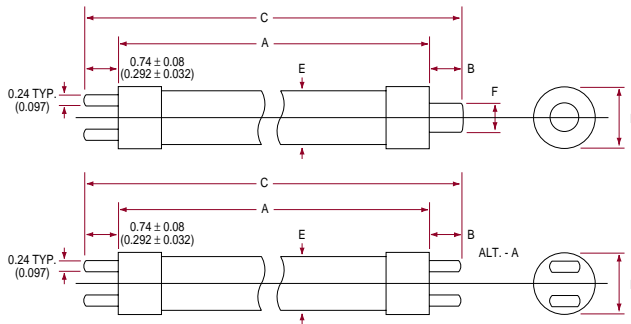 C
A
0.74 ± 0.08
(0.292 ± 0.032)
E
B
0.24 TYP.
(0.097)
F
C
A
0.74 ± 0.08
(0.292 ± 0.032)
E
B
ALT. - A
0.24 TYP.
(0.097)